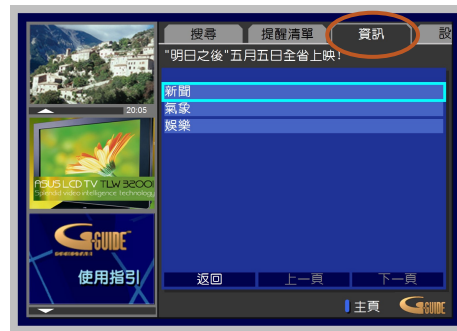 搜尋 提醒清單 資訊 設
"明日之後"五月五日全省上映!
新聞
氣象
娛樂
20:05
ASUS LCD TV TLW 32001
Splendid video intelligence technology
G-GUIDE
使用指引
返回 上一頁 下一頁
主頁 G-GUIDE